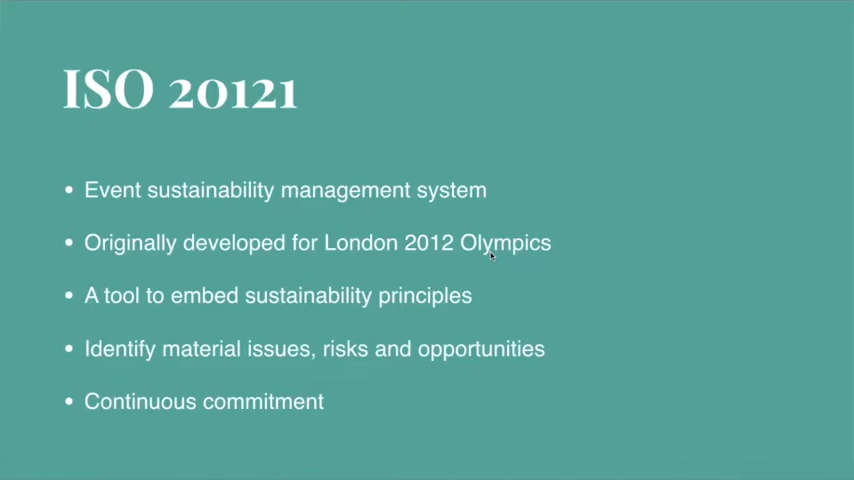 ISO 20121
• Event sustainability management system
• Originally developed for London 2012 Olympics
• A tool to embed sustainability principles
• Identify material issues, risks and opportunities
• Continuous commitment